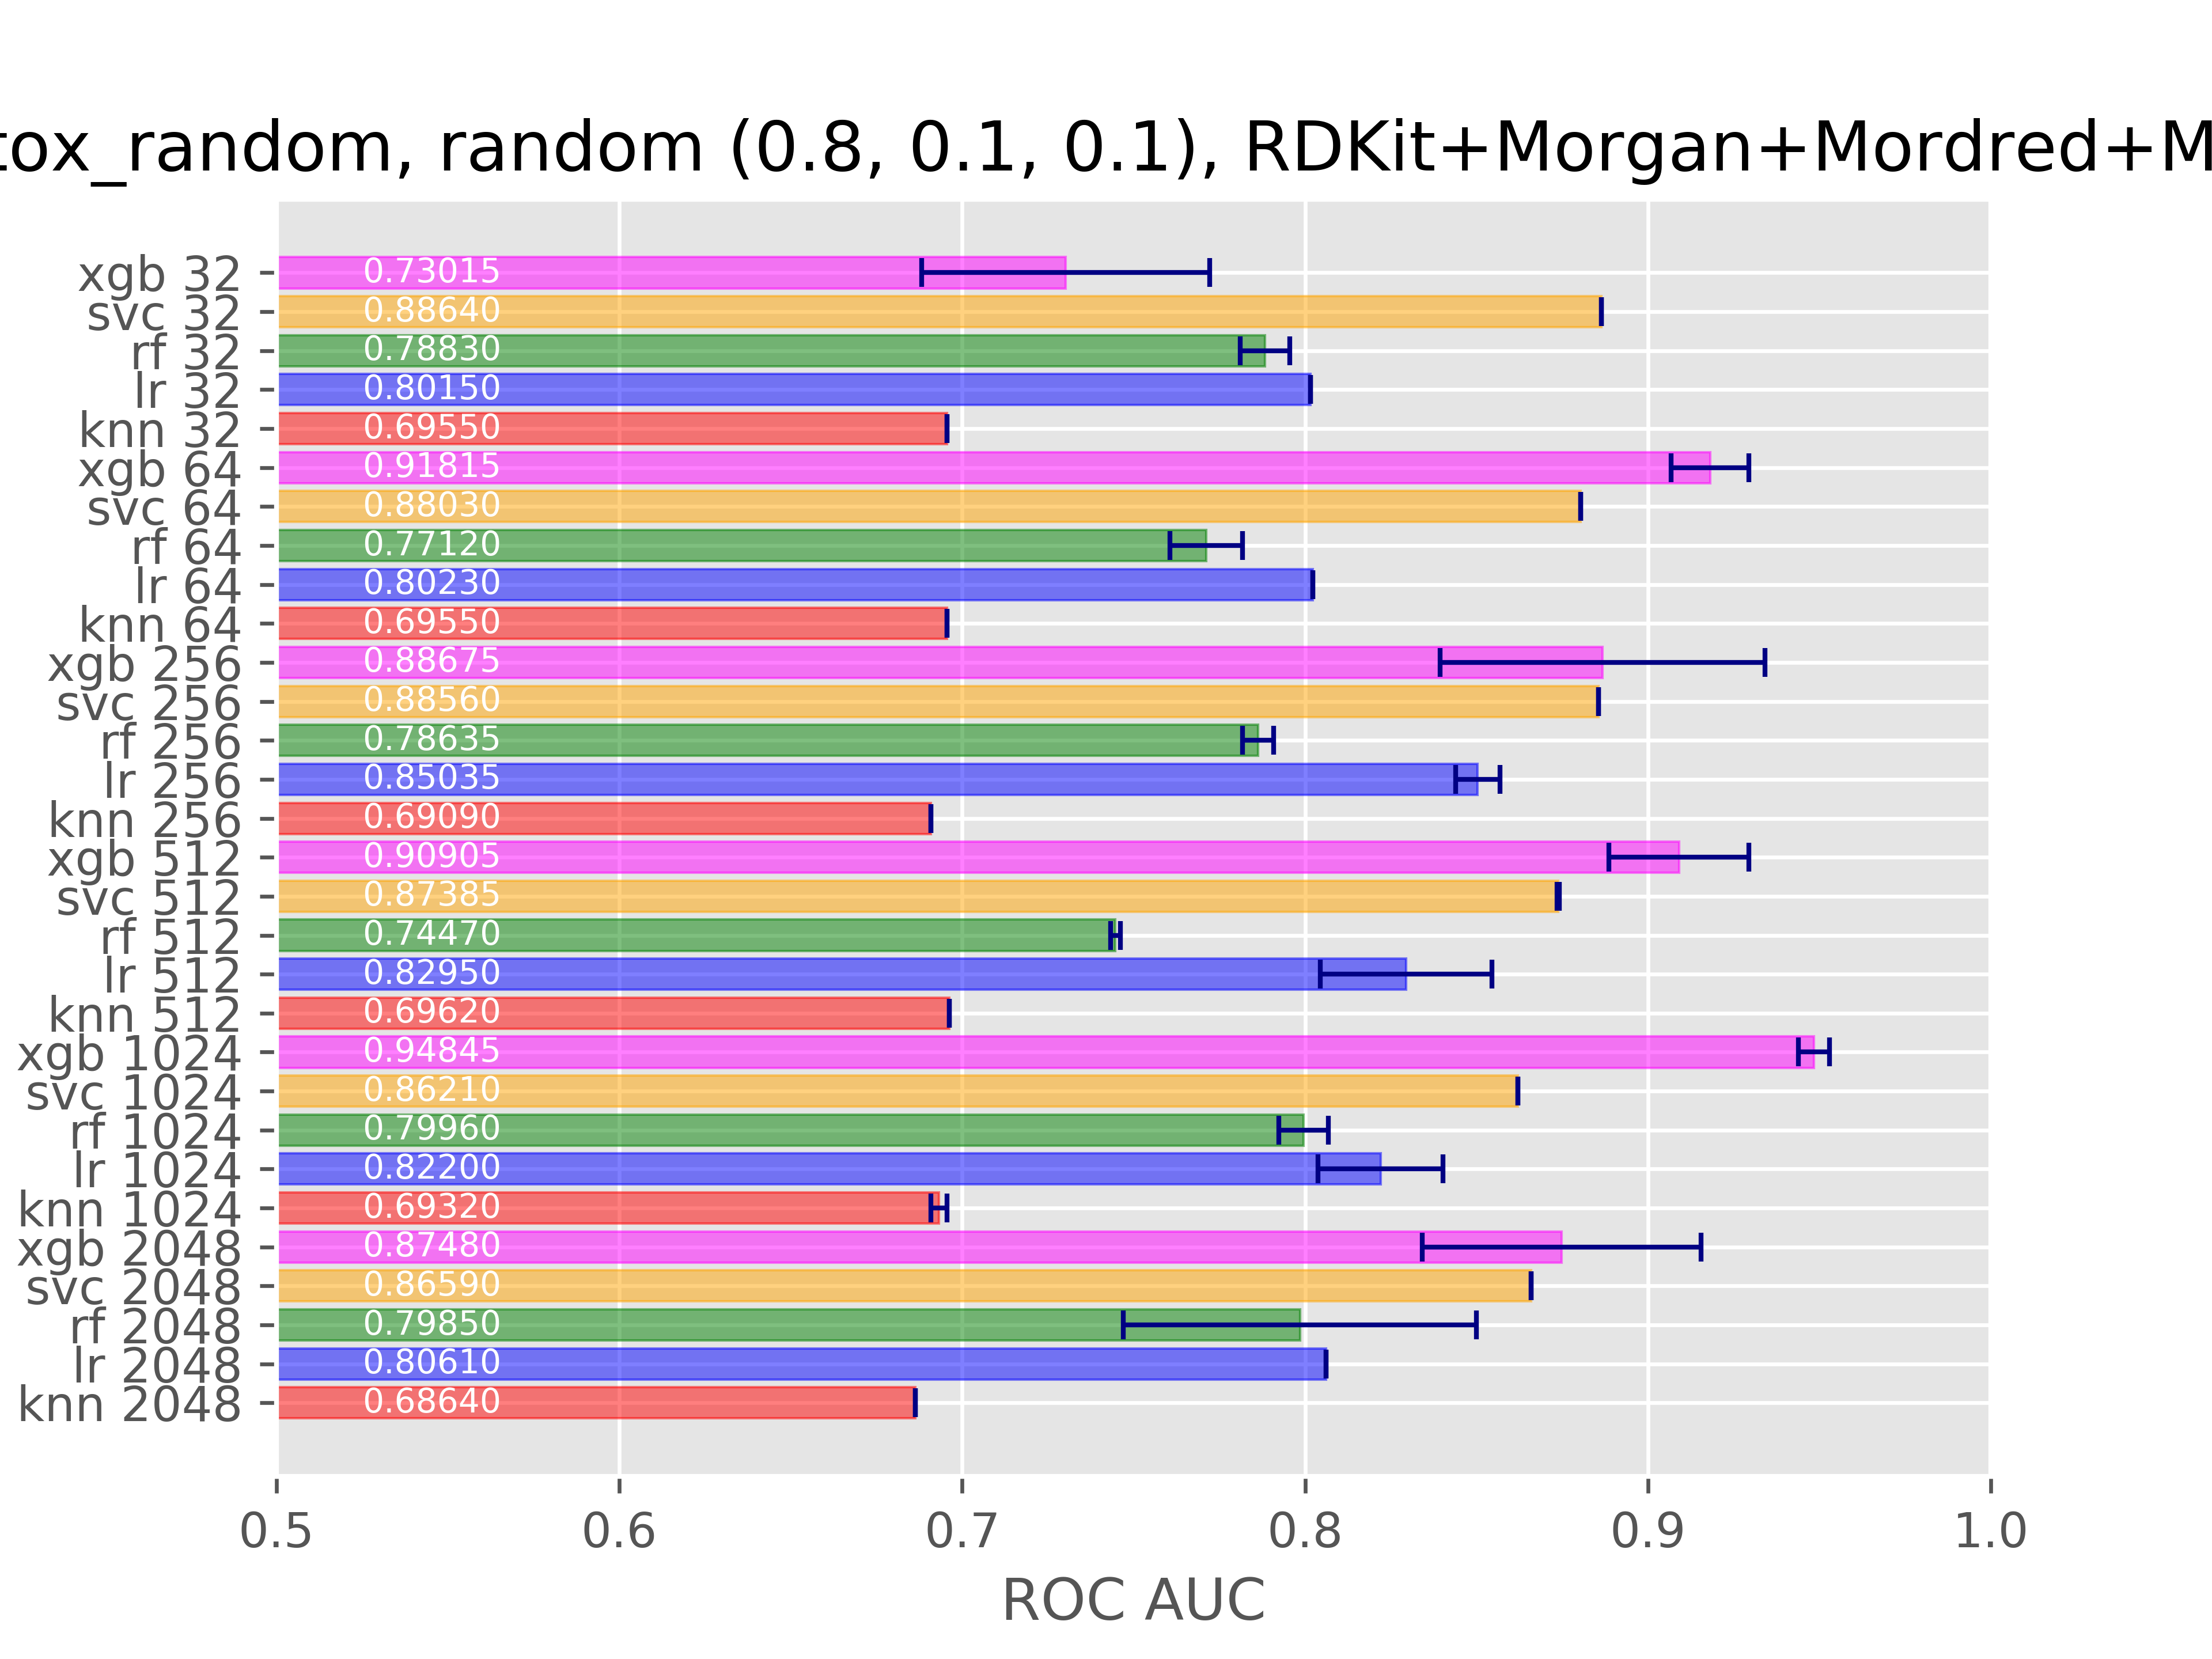 ox_random, random (0.8, 0.1, 0.1), RDKit+Morgan+Mordred+M
xgb 32 0.73015
svc 32 0.88640
rf 32 0.78830
lr 32 0.80150
knn 32 0.69550
xgb 64 0.91815
svc 64 0.88030
rf 64 0.77120
lr 64 0.80230
knn 64 0.69550
xgb 256 0.88675
svc 256 0.88560
rf 256 0.78635
lr 256 0.85035
knn 256 0.69090
xgb 512 0.90905
svc 512 0.87385
rf 512 0.74470
lr 512 0.82950
knn 512 0.69620
xgb 1024 0.94845
svc 1024 0.86210
rf 1024 0.79960
lr 1024 0.82200
knn 1024 0.69320
xgb 2048 0.87480
svc 2048 0.86590
rf 2048 0.79850
lr 2048 0.80610
knn 2048 0.68640
0.5 0.6 0.7 0.8 0.9 1.0
ROC AUC